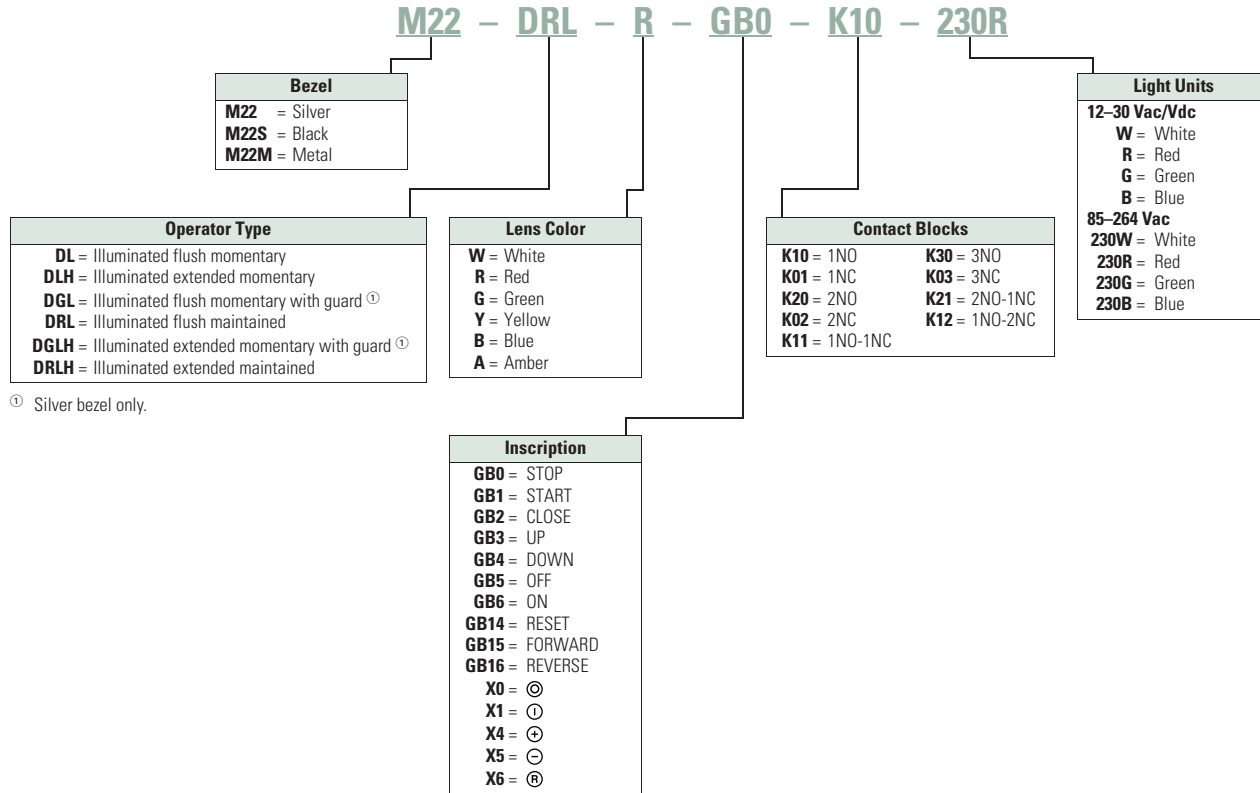 M22 – DRL – R – GB0 – K10 – 230R
Bezel
M22 = Silver
M22S = Black
M22M = Metal
Light Units
12–30 Vac/Vdc
W = White
R = Red
G = Green
B = Blue
85–264 Vac
230W = White
230R = Red
230G = Green
230B = Blue
Operator Type
DL = Illuminated flush momentary
DLH = Illuminated extended momentary
DGL = Illuminated flush momentary with guard ①
DRL = Illuminated flush maintained
DGLH = Illuminated extended momentary with guard ①
DRLH = Illuminated extended maintained
① Silver bezel only.
Lens Color
W = White
R = Red
G = Green
Y = Yellow
B = Blue
A = Amber
Contact Blocks
K10 = 1NO K30 = 3NO
K01 = 1NC K03 = 3NC
K20 = 2NO K21 = 2NO-1NC
K02 = 2NC K12 = 1NO-2NC
K11 = 1NO-1NC
Inscription
GB0 = STOP
GB1 = START
GB2 = CLOSE
GB3 = UP
GB4 = DOWN
GB5 = OFF
GB6 = ON
GB14 = RESET
GB15 = FORWARD
GB16 = REVERSE
X0 = ◎
X1 = Ⓘ
X4 = ⊕
X5 = ⊖
X6 = Ⓡ